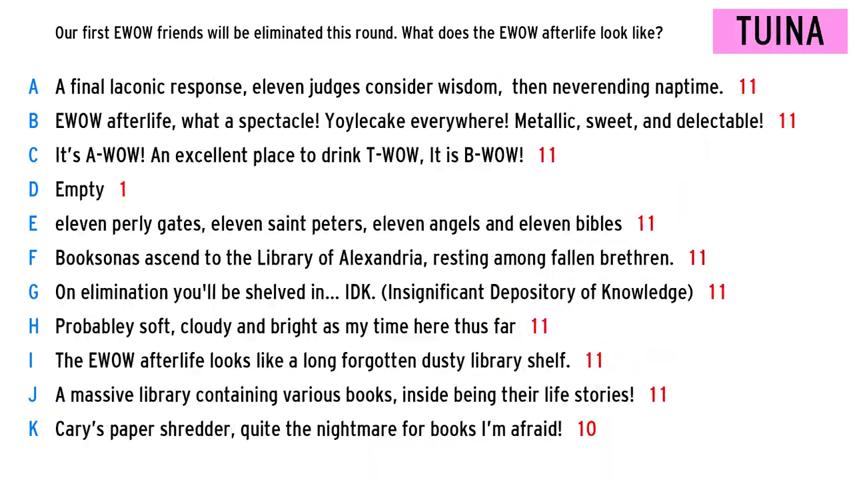 Our first EWOW friends will be eliminated this round. What does the EWOW afterlife look like?
TUINA
A A final laconic response, eleven judges consider wisdom, then neverending naptime. 11
B EWOW afterlife, what a spectacle! Yoylecake everywhere! Metallic, sweet, and delectable! 11
C It's A-WOW! An excellent place to drink T-WOW, It is B-WOW! 11
D Empty 1
E eleven perly gates, eleven saint peters, eleven angels and eleven bibles 11
F Booksonas ascend to the Library of Alexandria, resting among fallen brethren. 11
G On elimination you'll be shelved in... IDK. (Insignificant Depository of Knowledge) 11
H Probabley soft, cloudy and bright as my time here thus far 11
I The EWOW afterlife looks like a long forgotten dusty library shelf. 11
J A massive library containing various books, inside being their life stories! 11
K Cary's paper shredder, quite the nightmare for books I'm afraid! 10